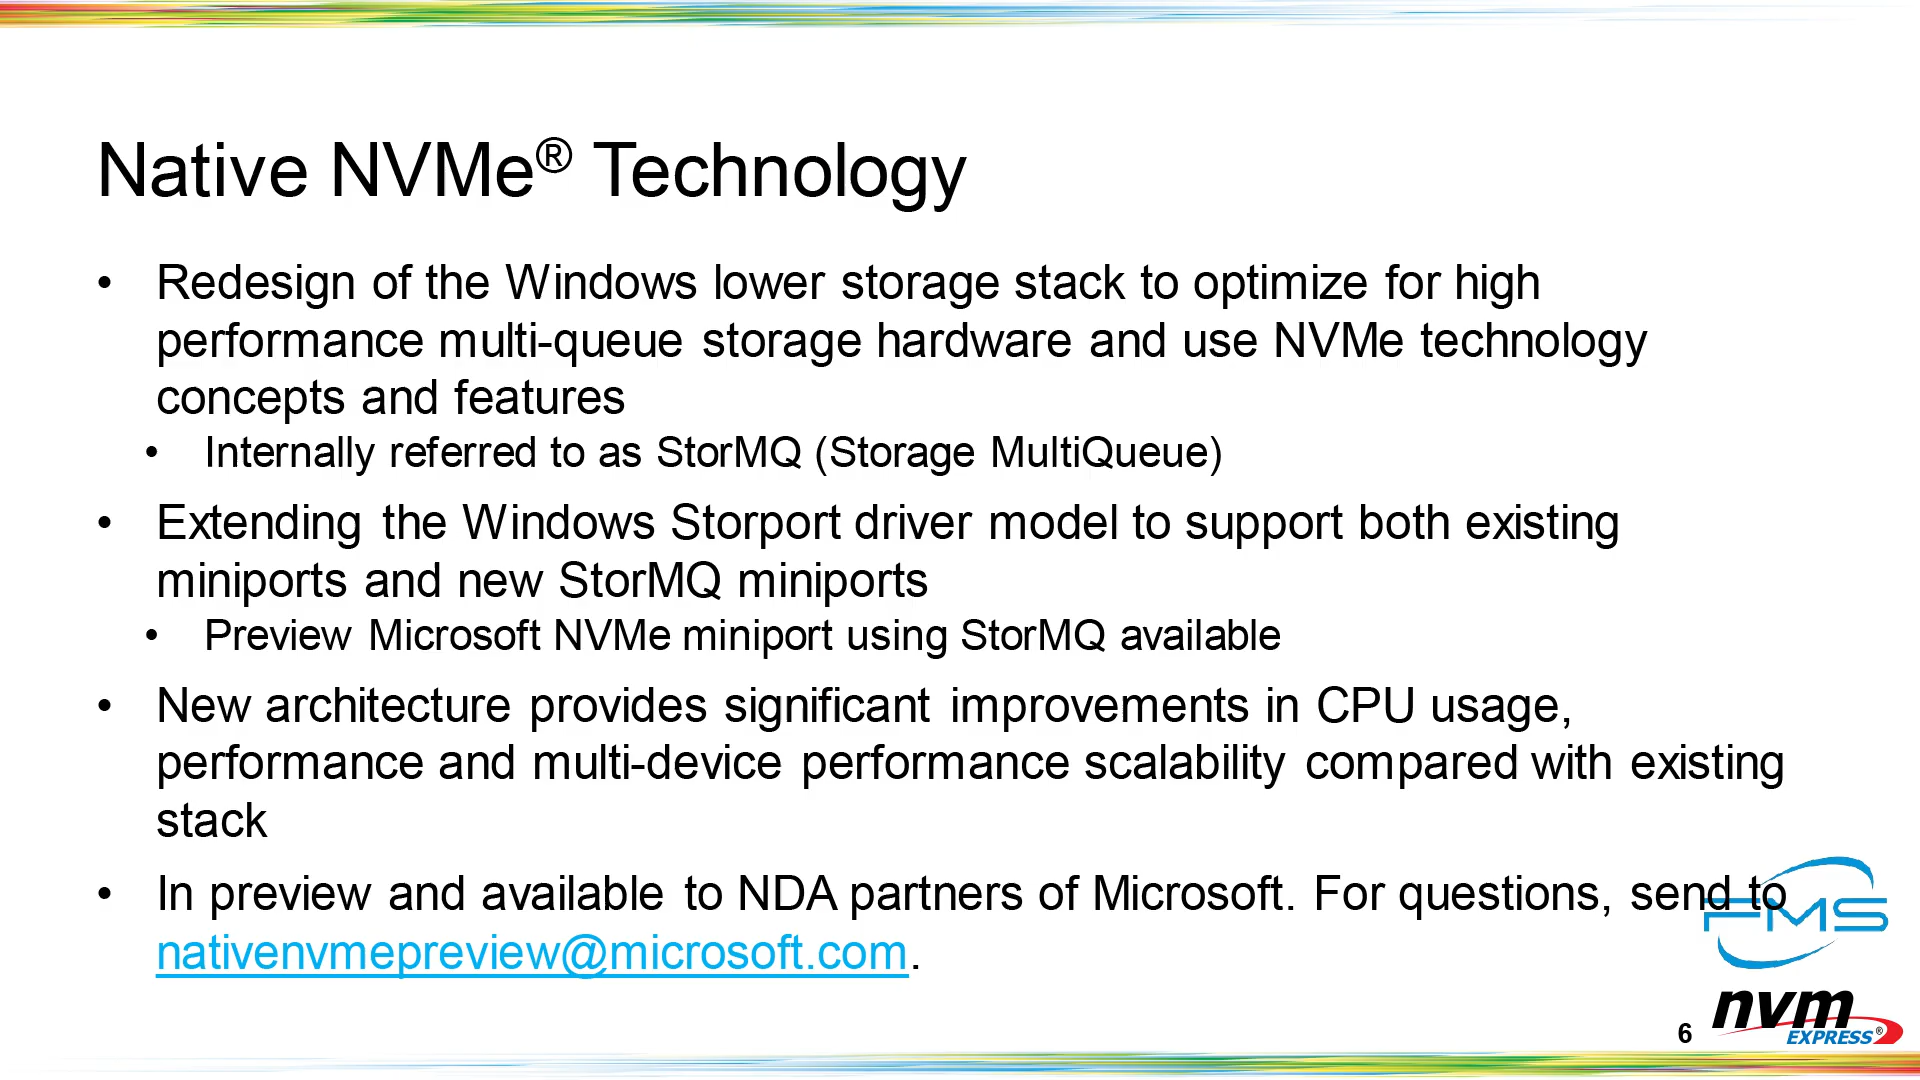 Native NVMe® Technology
• Redesign of the Windows lower storage stack to optimize for high
performance multi-queue storage hardware and use NVMe technology
concepts and features
• Internally referred to as StorMQ (Storage MultiQueue)
• Extending the Windows Storport driver model to support both existing
miniports and new StorMQ miniports
• Preview Microsoft NVMe miniport using StorMQ available
• New architecture provides significant improvements in CPU usage,
performance and multi-device performance scalability compared with existing
stack
• In preview and available to NDA partners of Microsoft. For questions, send to
nativenvmepreview@microsoft.com.
FMS
nvm
EXPRESS®
6